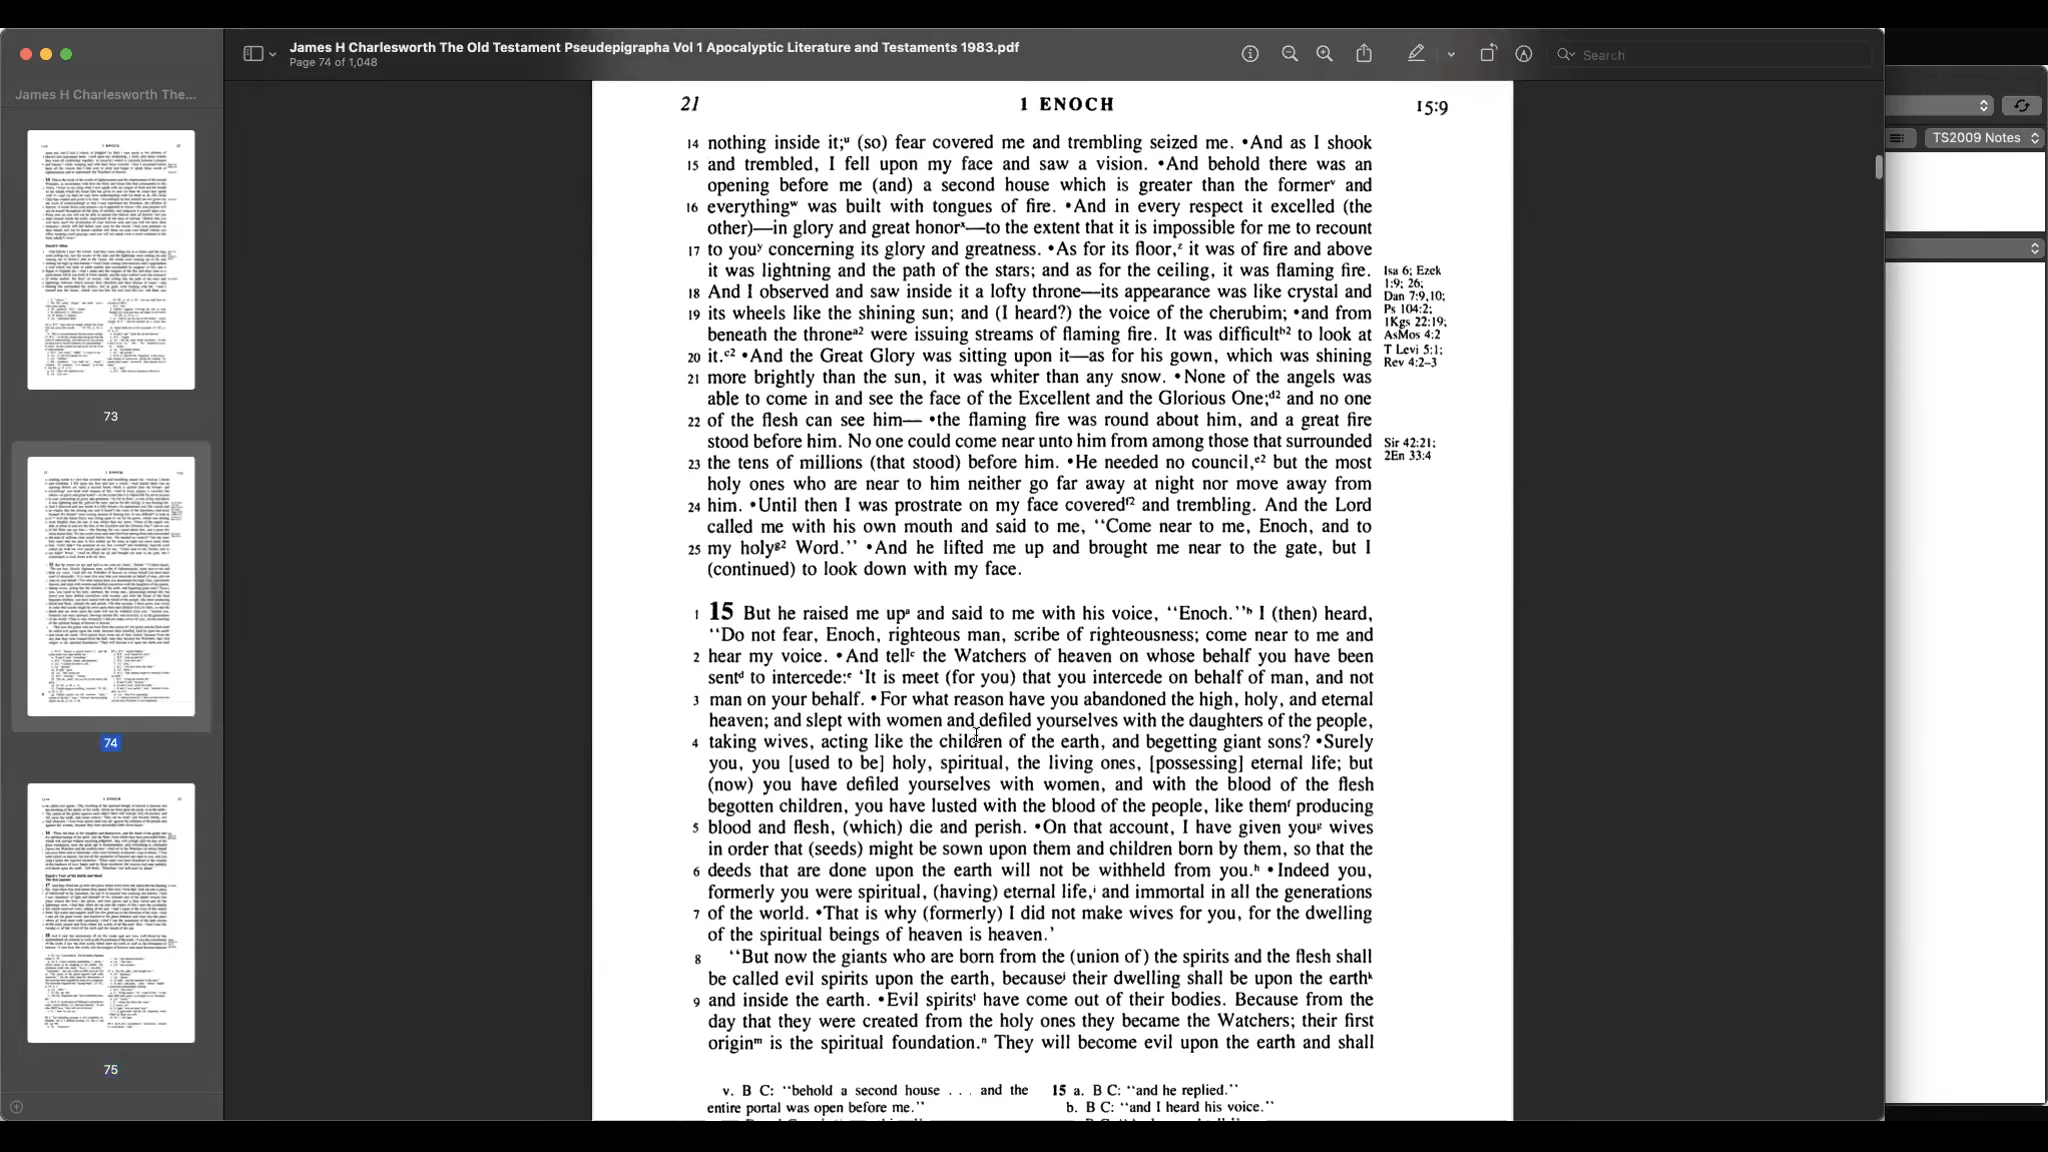 James H Charlesworth The Old Testament Pseudepigrapha Vol 1 Apocalyptic Literature and Testaments 1983.pdf
Page 74 of 1,048
Search
James H Charlesworth The...
73
74
75
TS2009 Notes
21 1 ENOCH 15:9
14 nothing inside it;ᵘ (so) fear covered me and trembling seized me. •And as I shook
15 and trembled, I fell upon my face and saw a vision. •And behold there was an
opening before me (and) a second house which is greater than the formerᵛ and
16 everythingʷ was built with tongues of fire. •And in every respect it excelled (the
other)—in glory and great honorˣ—to the extent that it is impossible for me to recount
17 to youʸ concerning its glory and greatness. •As for its floor,ᶻ it was of fire and above
it was lightning and the path of the stars; and as for the ceiling, it was flaming fire.
18 And I observed and saw inside it a lofty throne—its appearance was like crystal and
19 its wheels like the shining sun; and (I heard?) the voice of the cherubim; •and from
beneath the throneᵃ² were issuing streams of flaming fire. It was difficultᵇ² to look at
20 it.ᶜ² •And the Great Glory was sitting upon it—as for his gown, which was shining
21 more brightly than the sun, it was whiter than any snow. •None of the angels was
able to come in and see the face of the Excellent and the Glorious One;ᵈ² and no one
22 of the flesh can see him— •the flaming fire was round about him, and a great fire
stood before him. No one could come near unto him from among those that surrounded
23 the tens of millions (that stood) before him. •He needed no council,ᵉ² but the most
holy ones who are near to him neither go far away at night nor move away from
24 him. •Until then I was prostrate on my face coveredᶠ² and trembling. And the Lord
called me with his own mouth and said to me, “Come near to me, Enoch, and to
25 my holyᵍ² Word.” •And he lifted me up and brought me near to the gate, but I
(continued) to look down with my face.
Isa 6; Ezek
1:9; 26;
Dan 7:9,10;
Ps 104:2;
1Kgs 22:19;
AsMos 4:2
T Levi 5:1;
Rev 4:2–3
Sir 42:21;
2En 33:4
1 15 But he raised me upᵃ and said to me with his voice, “Enoch.”ᵇ I (then) heard,
“Do not fear, Enoch, righteous man, scribe of righteousness; come near to me and
2 hear my voice. •And tellᶜ the Watchers of heaven on whose behalf you have been
sentᵈ to intercede:ᵉ ‘It is meet (for you) that you intercede on behalf of man, and not
3 man on your behalf. •For what reason have you abandoned the high, holy, and eternal
heaven; and slept with women and defiled yourselves with the daughters of the people,
4 taking wives, acting like the children of the earth, and begetting giant sons? •Surely
you, you [used to be] holy, spiritual, the living ones, [possessing] eternal life; but
(now) you have defiled yourselves with women, and with the blood of the flesh
begotten children, you have lusted with the blood of the people, like themᶠ producing
5 blood and flesh, (which) die and perish. •On that account, I have given youᵍ wives
in order that (seeds) might be sown upon them and children born by them, so that the
6 deeds that are done upon the earth will not be withheld from you.ʰ •Indeed you,
formerly you were spiritual, (having) eternal life,ⁱ and immortal in all the generations
7 of the world. •That is why (formerly) I did not make wives for you, for the dwelling
of the spiritual beings of heaven is heaven.’
8 “But now the giants who are born from the (union of) the spirits and the flesh shall
be called evil spirits upon the earth, becauseʲ their dwelling shall be upon the earthᵏ
9 and inside the earth. •Evil spiritsˡ have come out of their bodies. Because from the
day that they were created from the holy ones they became the Watchers; their first
originᵐ is the spiritual foundation.ⁿ They will become evil upon the earth and shall
v. B C: “behold a second house . . . and the
entire portal was open before me.”
15 a. B C: “and he replied.”
b. B C: “and I heard his voice.”